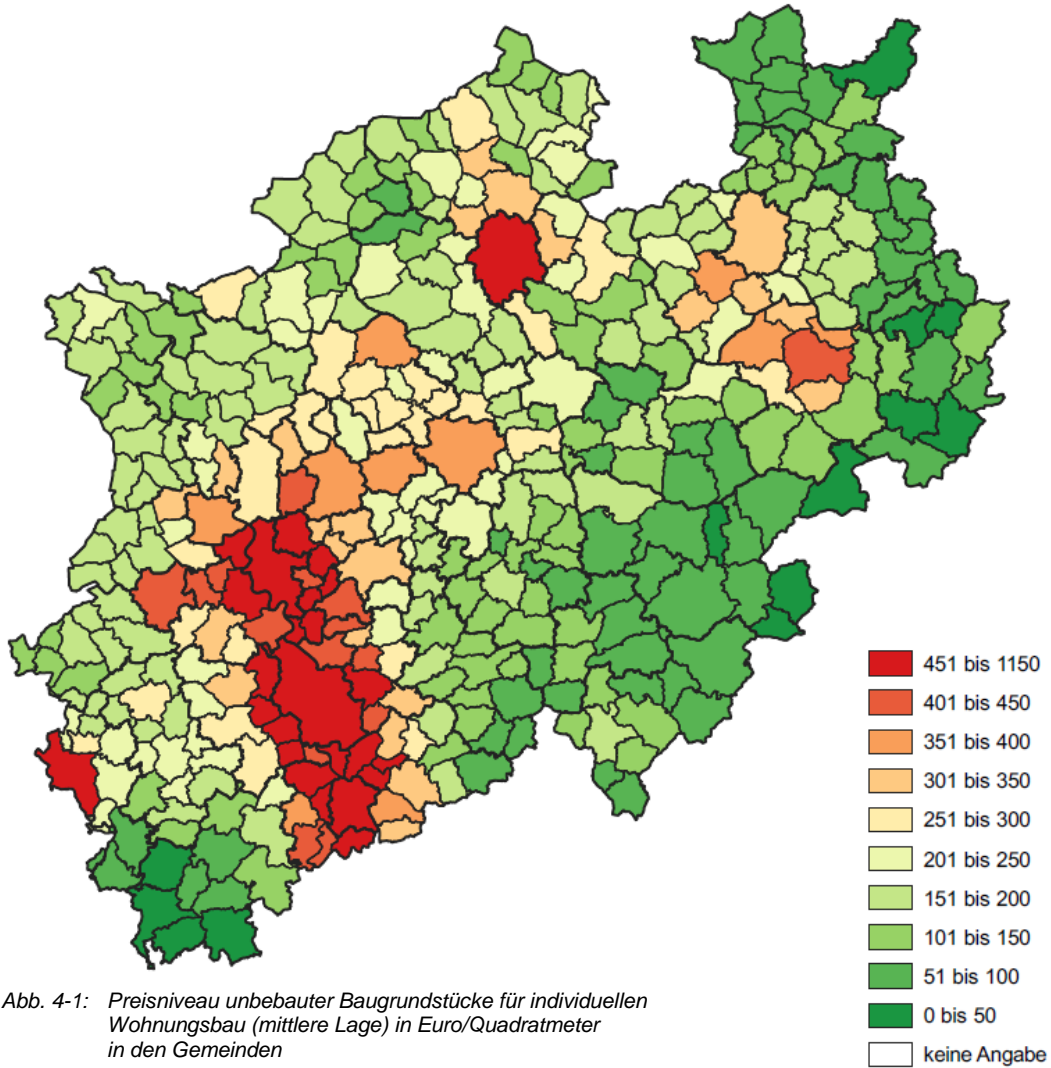 451 bis 1150
401 bis 450
351 bis 400
301 bis 350
251 bis 300
201 bis 250
151 bis 200
101 bis 150
51 bis 100
0 bis 50
keine Angabe
Abb. 4-1: Preisniveau unbebauter Baugrundstücke für individuellen
Wohnungsbau (mittlere Lage) in Euro/Quadratmeter
in den Gemeinden